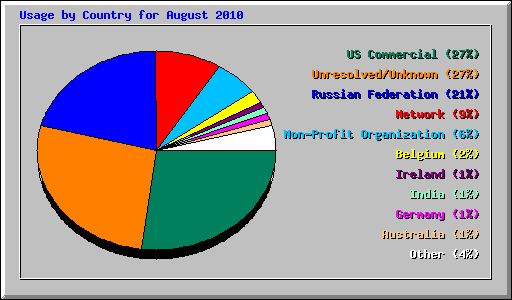 Usage by Country for August 2010
US Commercial (27%)
Unresolved/Unknown (27%)
Russian Federation (21%)
Network (9%)
Non-Profit Organization (6%)
Belgium (2%)
Ireland (1%)
India (1%)
Germany (1%)
Australia (1%)
Other (4%)